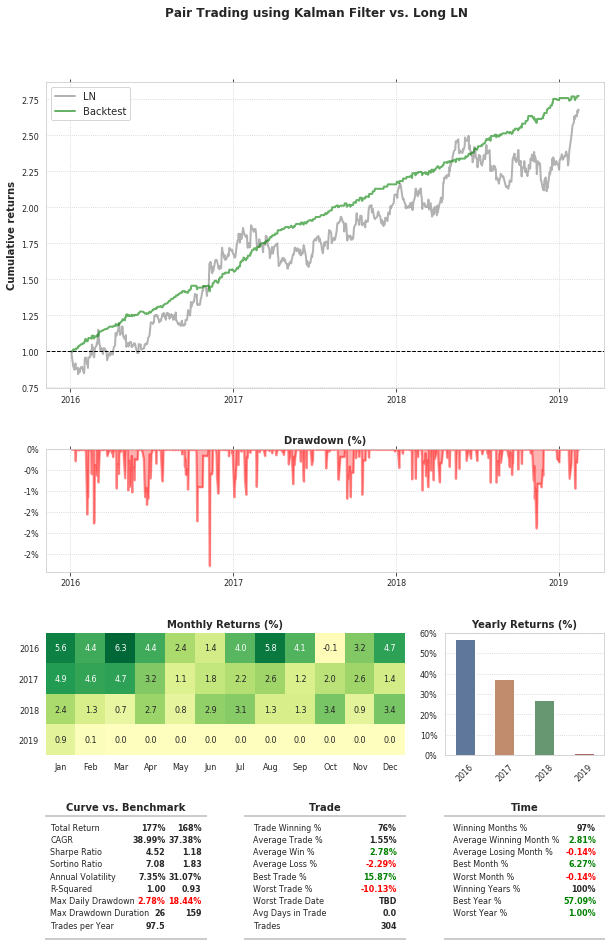 Pair Trading using Kalman Filter vs. Long LN
LN
Backtest
Cumulative returns
2.75
2.50
2.25
2.00
1.75
1.50
1.25
1.00
0.75
2016 2017 2018 2019
Drawdown (%)
0%
-0%
-1%
-1%
-2%
-2%
2016 2017 2018 2019
Monthly Returns (%)
2016 5.6 4.4 6.3 4.4 2.4 1.4 4.0 5.8 4.1 -0.1 3.2 4.7
2017 4.9 4.6 4.7 3.2 1.1 1.8 2.2 2.6 1.2 2.0 2.6 1.4
2018 2.4 1.3 0.7 2.7 0.8 2.9 3.1 1.3 1.3 3.4 0.9 3.4
2019 0.9 0.1 0.0 0.0 0.0 0.0 0.0 0.0 0.0 0.0 0.0 0.0
Jan Feb Mar Apr May Jun Jul Aug Sep Oct Nov Dec
Yearly Returns (%)
60%
50%
40%
30%
20%
10%
0%
2016 2017 2018 2019
Curve vs. Benchmark
Total Return 177% 168%
CAGR 38.99% 37.38%
Sharpe Ratio 4.52 1.18
Sortino Ratio 7.08 1.83
Annual Volatility 7.35% 31.07%
R-Squared 1.00 0.93
Max Daily Drawdown 2.78% 18.44%
Max Drawdown Duration 26 159
Trades per Year 97.5
Trade
Trade Winning % 76%
Average Trade % 1.55%
Average Win % 2.78%
Average Loss % -2.29%
Best Trade % 15.87%
Worst Trade % -10.13%
Worst Trade Date TBD
Avg Days in Trade 0.0
Trades 304
Time
Winning Months % 97%
Average Winning Month % 2.81%
Average Losing Month % -0.14%
Best Month % 6.27%
Worst Month % -0.14%
Winning Years % 100%
Best Year % 57.09%
Worst Year % 1.00%